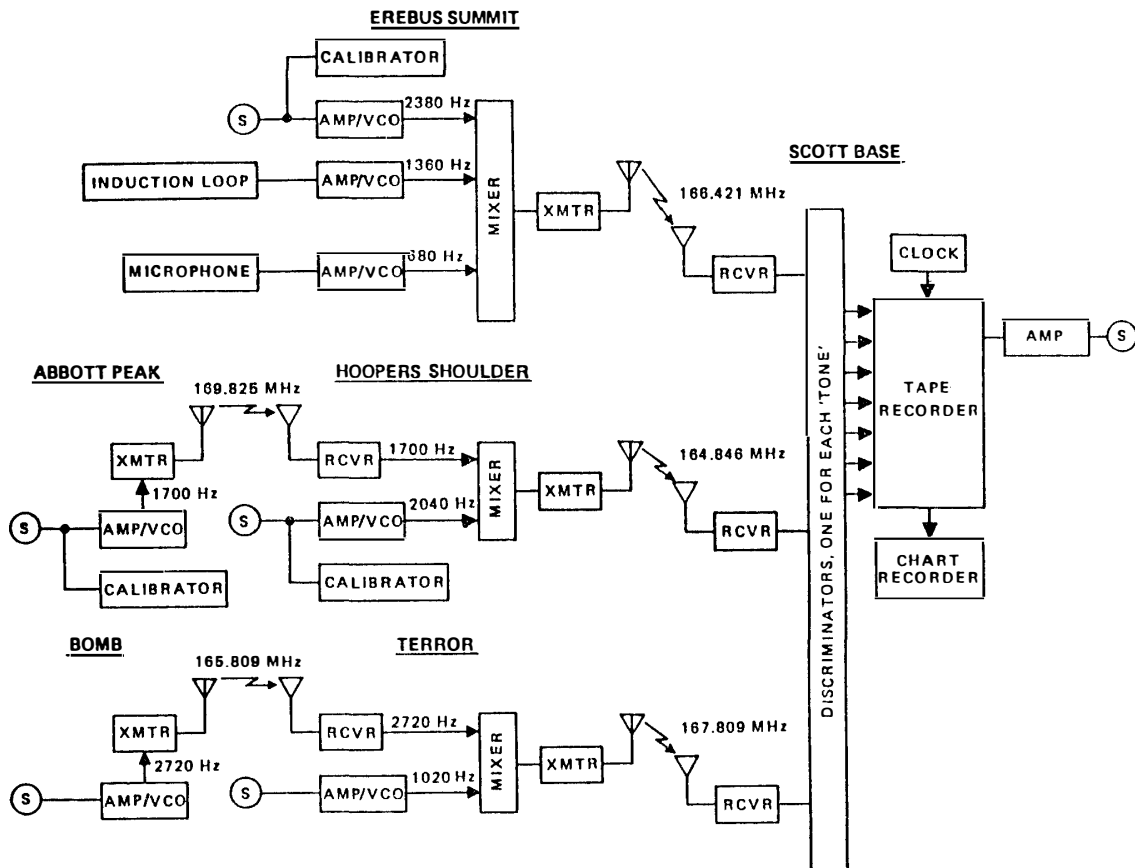 EREBUS SUMMIT
CALIBRATOR
S
AMP/VCO
2380 Hz
INDUCTION LOOP
AMP/VCO
1360 Hz
MICROPHONE
AMP/VCO
680 Hz
MIXER
XMTR
166.421 MHz
RCVR
SCOTT BASE
DISCRIMINATORS, ONE FOR EACH 'TONE'
CLOCK
TAPE
RECORDER
AMP
S
CHART
RECORDER
ABBOTT PEAK
169.825 MHz
HOOPERS SHOULDER
XMTR
1700 Hz
S
AMP/VCO
CALIBRATOR
RCVR
1700 Hz
S
AMP/VCO
2040 Hz
CALIBRATOR
MIXER
XMTR
164.846 MHz
RCVR
BOMB
165.809 MHz
TERROR
XMTR
2720 Hz
S
AMP/VCO
RCVR
2720 Hz
S
AMP/VCO
1020 Hz
MIXER
XMTR
167.809 MHz
RCVR